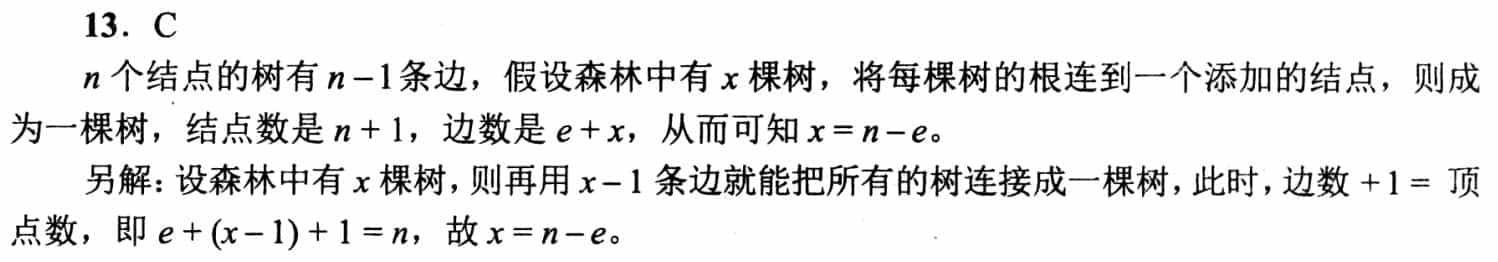 13．C
n 个结点的树有 n – 1 条边，假设森林中有 x 棵树，将每棵树的根连到一个添加的结点，则成
为一棵树，结点数是 n + 1，边数是 e + x，从而可知 x = n – e。
另解：设森林中有 x 棵树，则再用 x – 1 条边就能把所有的树连接成一棵树，此时，边数 + 1 = 顶
点数，即 e + (x – 1) + 1 = n，故 x = n – e。